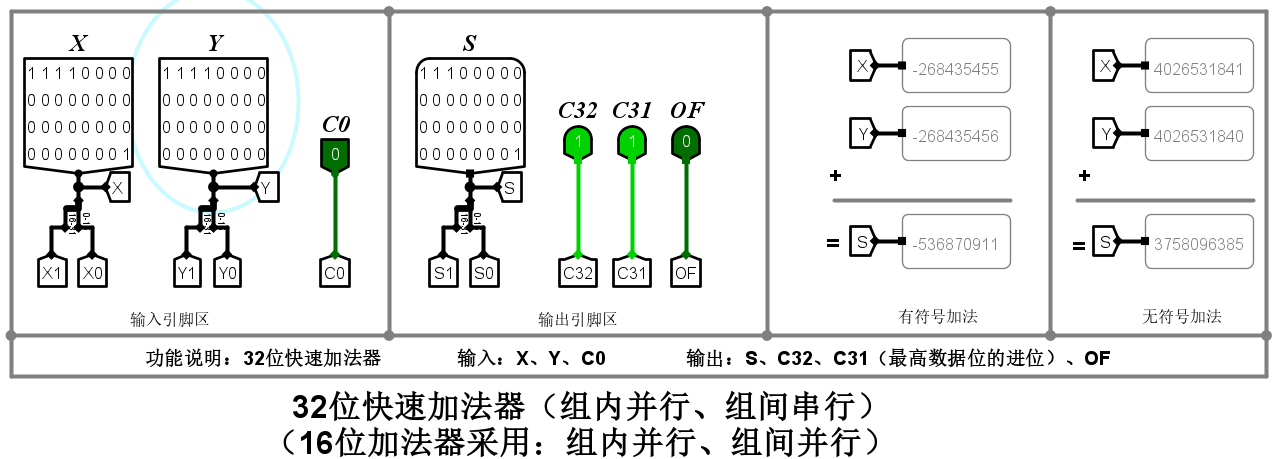 X Y S
1 1 1 1 0 0 0 0 1 1 1 1 0 0 0 0 1 1 1 0 0 0 0 0
0 0 0 0 0 0 0 0 0 0 0 0 0 0 0 0 0 0 0 0 0 0 0 0
0 0 0 0 0 0 0 0 0 0 0 0 0 0 0 0 0 0 0 0 0 0 0 0
0 0 0 0 0 0 0 1 0 0 0 0 0 0 0 0 0 0 0 0 0 0 0 1
C0 C32 C31 OF
0 1 1 0
X Y S
X1 X0 Y1 Y0 C0 S1 S0 C32 C31 OF
输入引脚区 输出引脚区
X -268435455
Y -268435456
+
= S -536870911
有符号加法
X 4026531841
Y 4026531840
+
= S 3758096385
无符号加法
功能说明：32位快速加法器 输入：X、Y、C0 输出：S、C32、C31（最高数据位的进位）、OF
32位快速加法器（组内并行、组间串行）
（16位加法器采用：组内并行、组间并行）